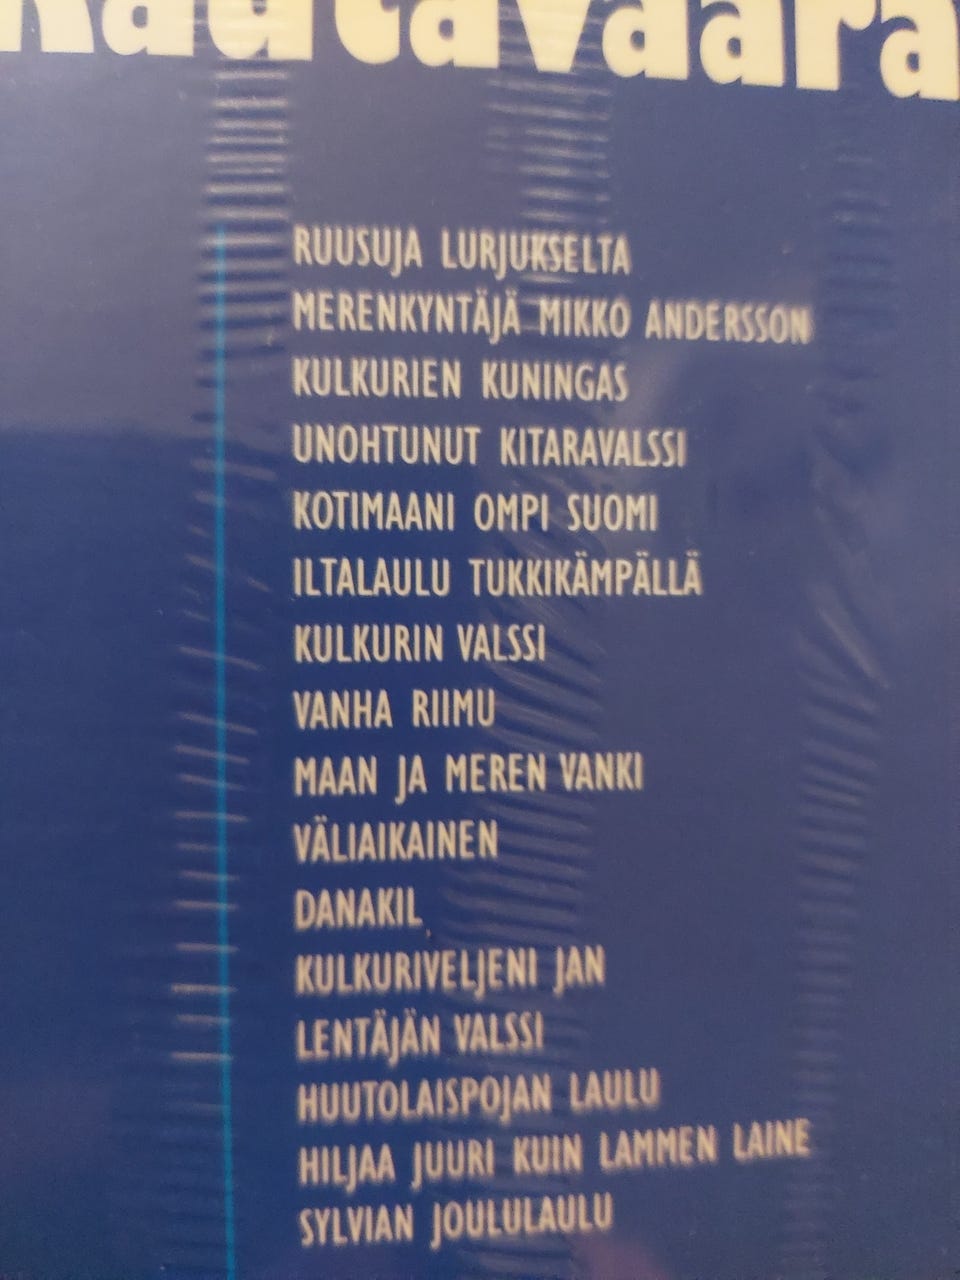 Rautavaara
RUUSUJA LURJUKSELTA
MERENKYNTÄJÄ MIKKO ANDERSSON
KULKURIEN KUNINGAS
UNOHTUNUT KITARAVALSSI
KOTIMAANI OMPI SUOMI
ILTALAULU TUKKIKÄMPÄLLÄ
KULKURIN VALSSI
VANHA RIIMU
MAAN JA MEREN VANKI
VÄLIAIKAINEN
DANAKIL
KULKURIVELJENI JAN
LENTÄJÄN VALSSI
HUUTOLAISPOJAN LAULU
HILJAA JUURI KUIN LAMMEN LAINE
SYLVIAN JOULULAULU